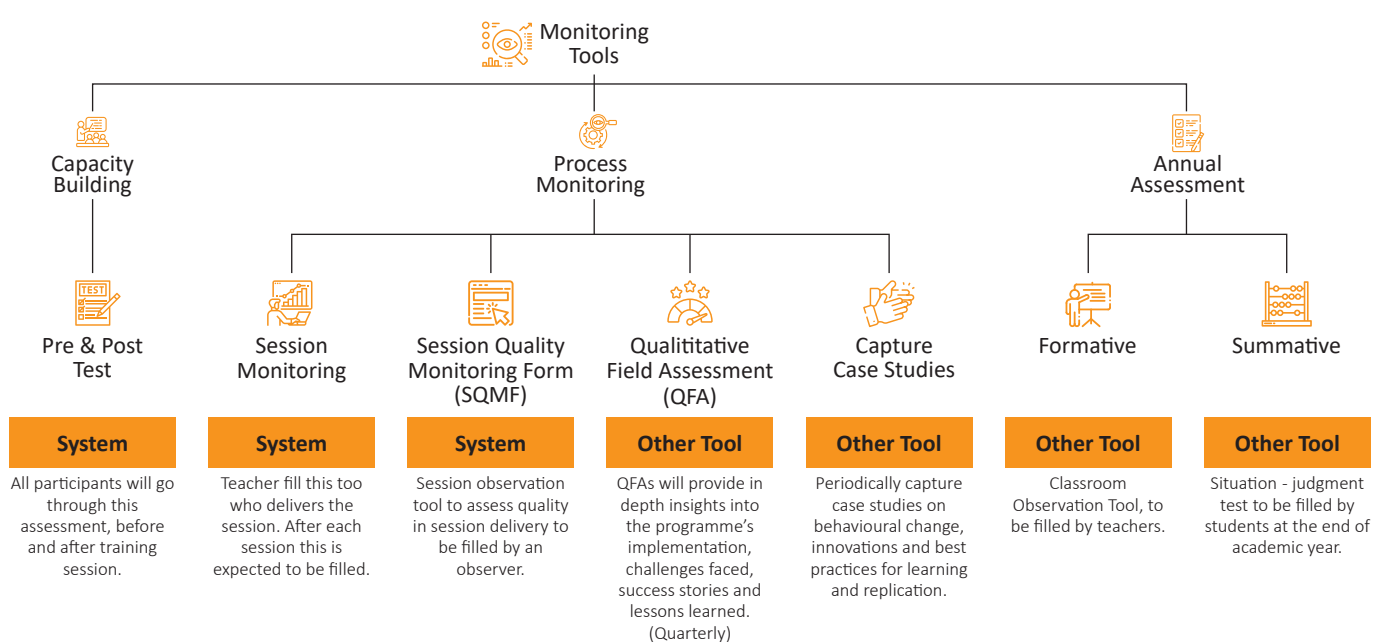 Monitoring
Tools
Capacity
Building
Process
Monitoring
Annual
Assessment
TEST
Pre & Post
Test
Session
Monitoring
Session Quality
Monitoring Form
(SQMF)
Qualititative
Field Assessment
(QFA)
Capture
Case Studies
Formative
Summative
System
System
System
Other Tool
Other Tool
Other Tool
Other Tool
All participants will go
through this
assessment, before
and after training
session.
Teacher fill this too
who delivers the
session. After each
session this is
expected to be filled.
Session observation
tool to assess quality
in session delivery to
be filled by an
observer.
QFAs will provide in
depth insights into
the programme's
implementation,
challenges faced,
success stories and
lessons learned.
(Quarterly)
Periodically capture
case studies on
behavioural change,
innovations and best
practices for learning
and replication.
Classroom
Observation Tool, to
be filled by teachers.
Situation - judgment
test to be filled by
students at the end of
academic year.